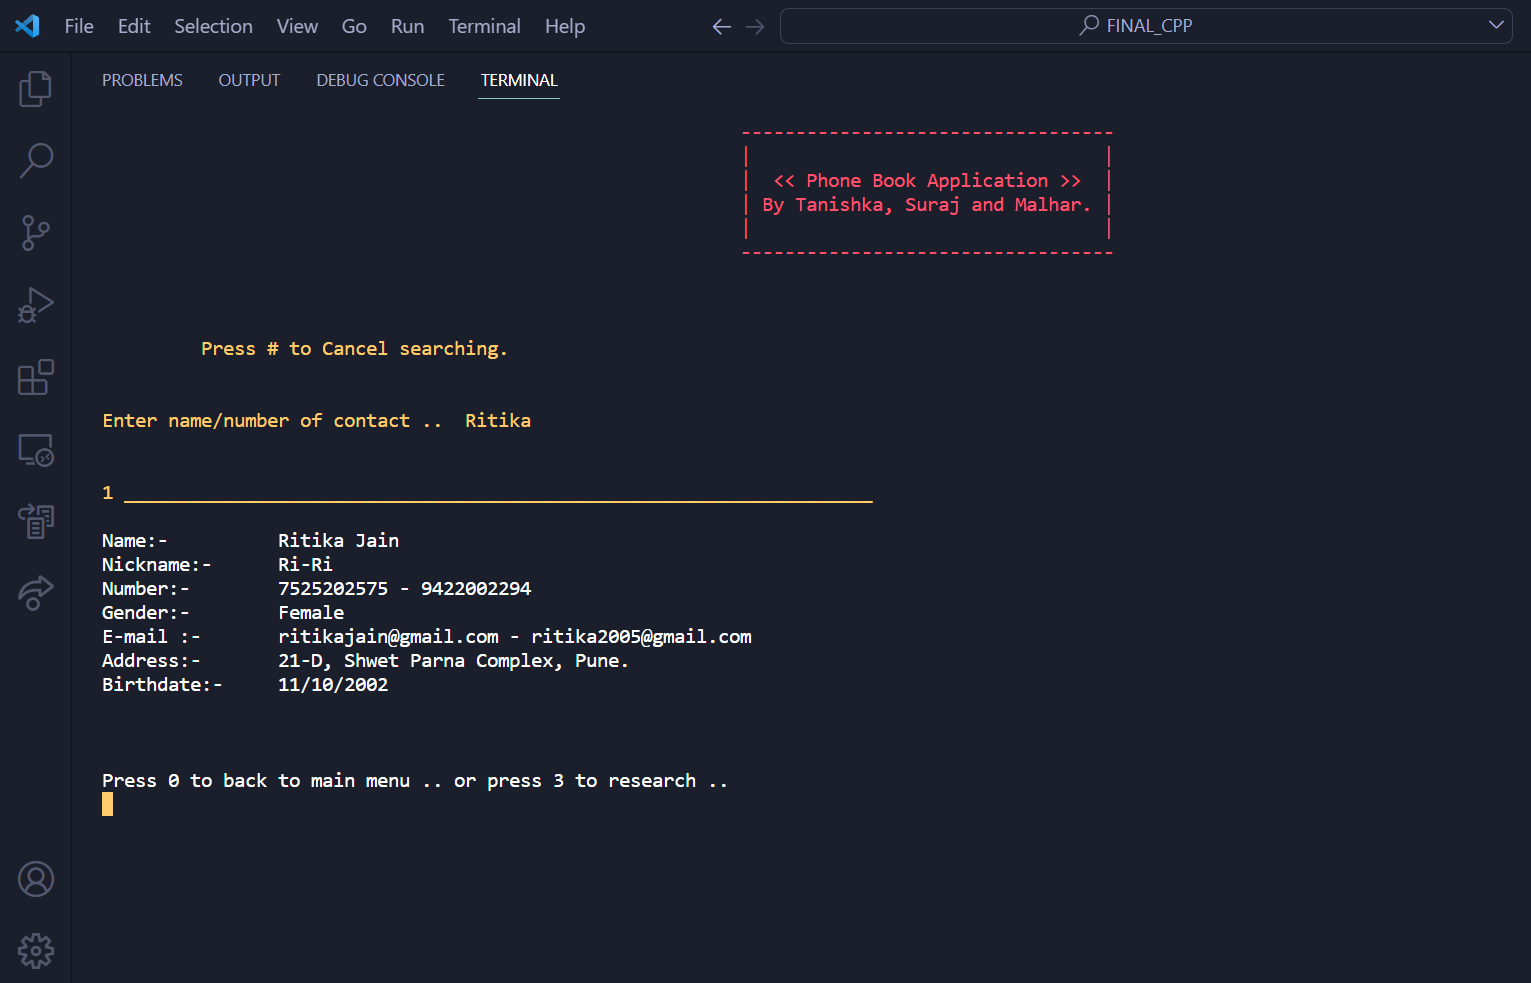 File Edit Selection View Go Run Terminal Help FINAL_CPP
PROBLEMS OUTPUT DEBUG CONSOLE TERMINAL
----------------------------------
| |
| << Phone Book Application >> |
| By Tanishka, Suraj and Malhar. |
| |
----------------------------------
Press # to Cancel searching.
Enter name/number of contact .. Ritika
1 ____________________________________________________________________
Name:- Ritika Jain
Nickname:- Ri-Ri
Number:- 7525202575 - 9422002294
Gender:- Female
E-mail :- ritikajain@gmail.com - ritika2005@gmail.com
Address:- 21-D, Shwet Parna Complex, Pune.
Birthdate:- 11/10/2002
Press 0 to back to main menu .. or press 3 to research ..